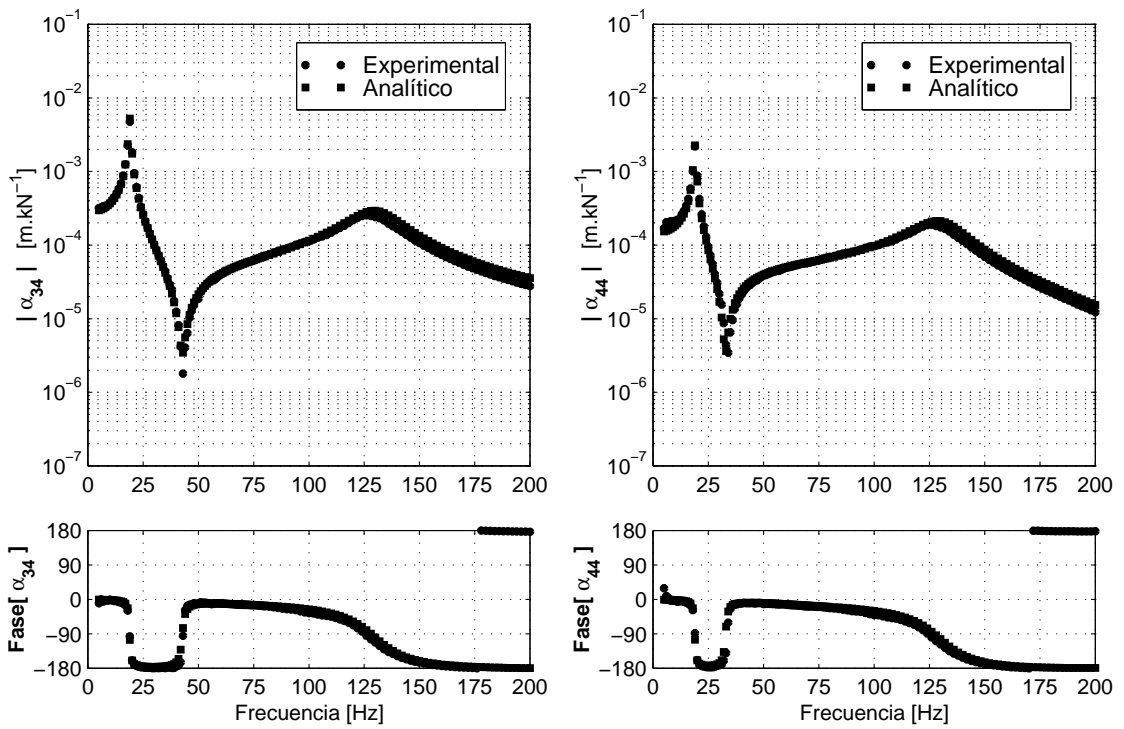 10⁻¹
10⁻²
10⁻³
10⁻⁴
10⁻⁵
10⁻⁶
10⁻⁷
| α₃₄ | [m.kN⁻¹]
Experimental
Analítico
0 25 50 75 100 125 150 175 200
180
90
0
−90
−180
Fase[ α₃₄ ]
0 25 50 75 100 125 150 175 200
Frecuencia [Hz]
10⁻¹
10⁻²
10⁻³
10⁻⁴
10⁻⁵
10⁻⁶
10⁻⁷
| α₄₄ | [m.kN⁻¹]
Experimental
Analítico
0 25 50 75 100 125 150 175 200
180
90
0
−90
−180
Fase[ α₄₄ ]
0 25 50 75 100 125 150 175 200
Frecuencia [Hz]